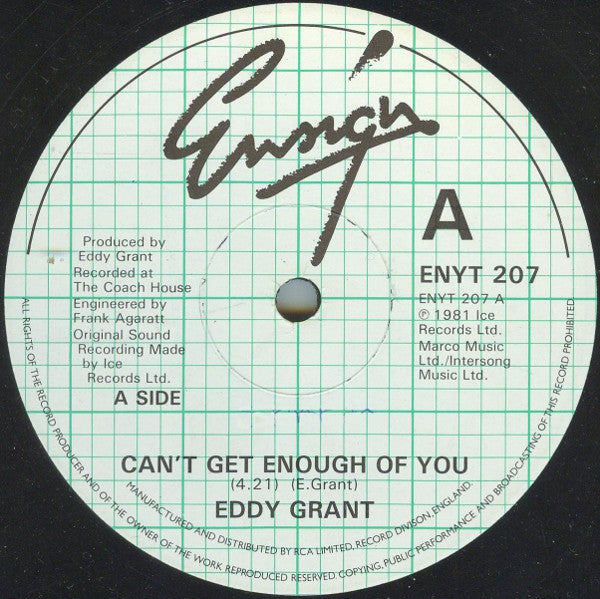 Ensign
A
ENYT 207
ENYT 207 A
℗ 1981 Ice
Records Ltd.
Marco Music
Ltd./Intersong
Music Ltd.
Produced by
Eddy Grant
Recorded at
The Coach House
Engineered by
Frank Agaratt
Original Sound
Recording Made
by Ice
Records Ltd.
A SIDE
CAN'T GET ENOUGH OF YOU
(4.21) (E.Grant)
EDDY GRANT
ALL RIGHTS OF THE RECORD PRODUCER AND OF THE OWNER OF THE WORK REPRODUCED RESERVED. COPYING, PUBLIC PERFORMANCE AND BROADCASTING OF THIS RECORD PROHIBITED
MANUFACTURED AND DISTRIBUTED BY RCA LIMITED, RECORD DIVISON, ENGLAND.